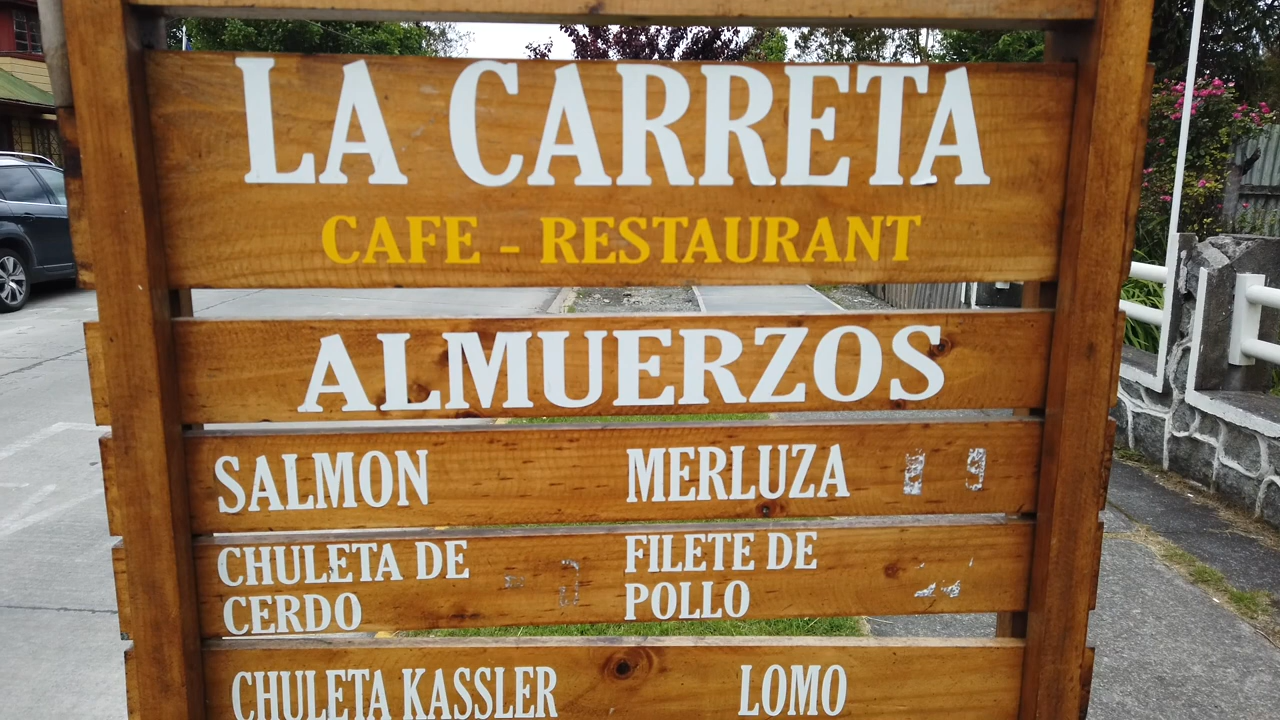 LA CARRETA
CAFE - RESTAURANT
ALMUERZOS
SALMON MERLUZA
CHULETA DE CERDO
FILETE DE POLLO
CHULETA KASSLER LOMO